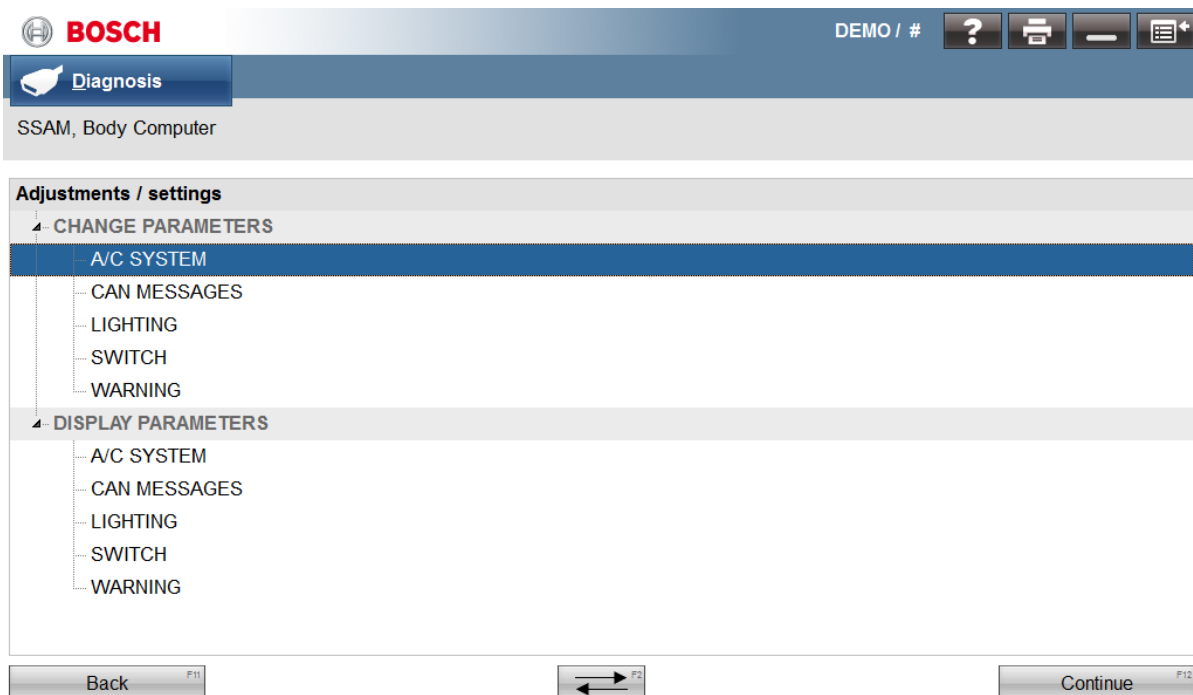 BOSCH
DEMO / #
?
Diagnosis
SSAM, Body Computer
Adjustments / settings
CHANGE PARAMETERS
A/C SYSTEM
CAN MESSAGES
LIGHTING
SWITCH
WARNING
DISPLAY PARAMETERS
A/C SYSTEM
CAN MESSAGES
LIGHTING
SWITCH
WARNING
Back F11
F2
Continue F12